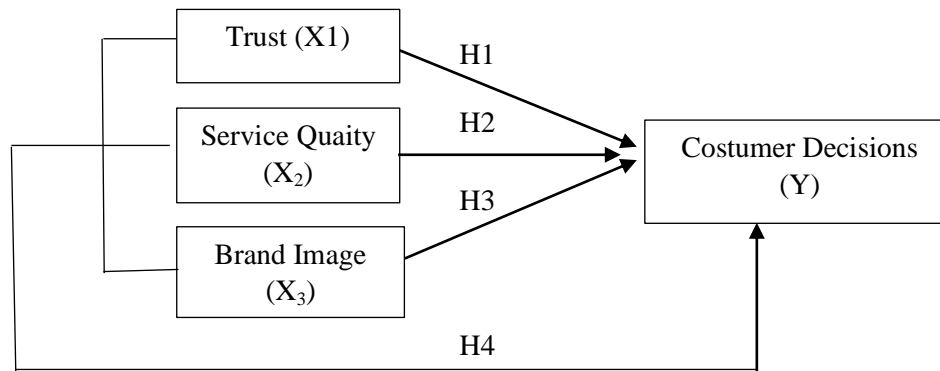 Trust (X1)
H1
Service Quaity
(X₂)
H2
Costumer Decisions
(Y)
H3
Brand Image
(X₃)
H4